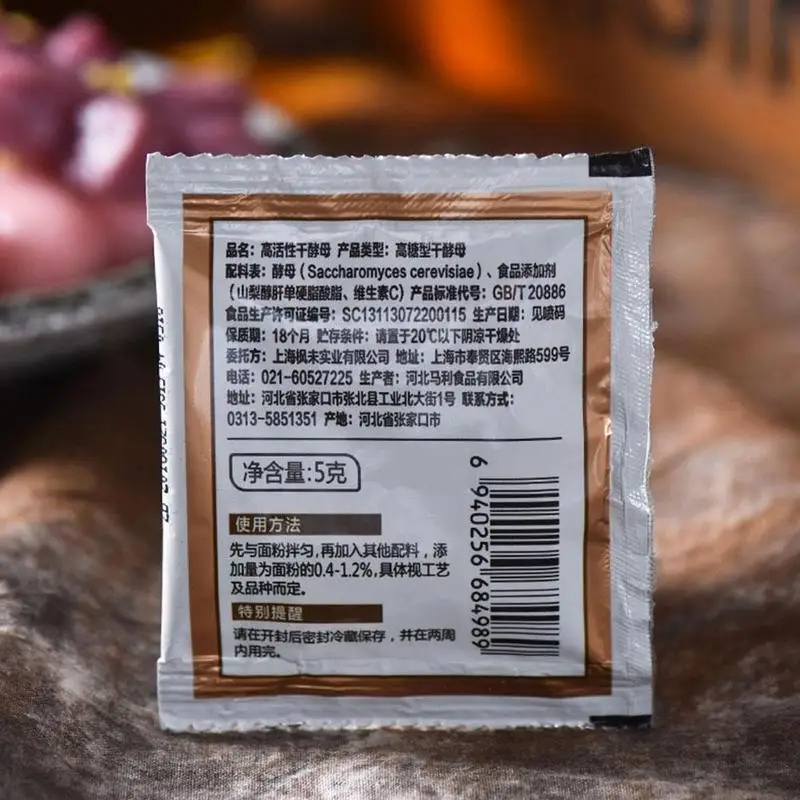 品名：高活性干酵母 产品类型：高糖型干酵母
配料表：酵母（Saccharomyces cerevisiae）、食品添加剂
（山梨醇肝单硬脂酸脂、维生素C）产品标准代号：GB/T 20886
食品生产许可证编号：SC13113072200115 生产日期：见喷码
保质期：18个月 贮存条件：请置于20℃以下阴凉干燥处
委托方：上海枫未实业有限公司 地址：上海市奉贤区海熙路599号
电话：021-60527225 生产者：河北马利食品有限公司
地址：河北省张家口市张北县工业北大街1号 联系方式：
0313-5851351 产地：河北省张家口市
净含量:5克
使用方法
先与面粉拌匀,再加入其他配料，添
加量为面粉的0.4-1.2%,具体视工艺
及品种而定。
特别提醒
请在开封后密封冷藏保存，并在两周
内用完。
6 940256 684989